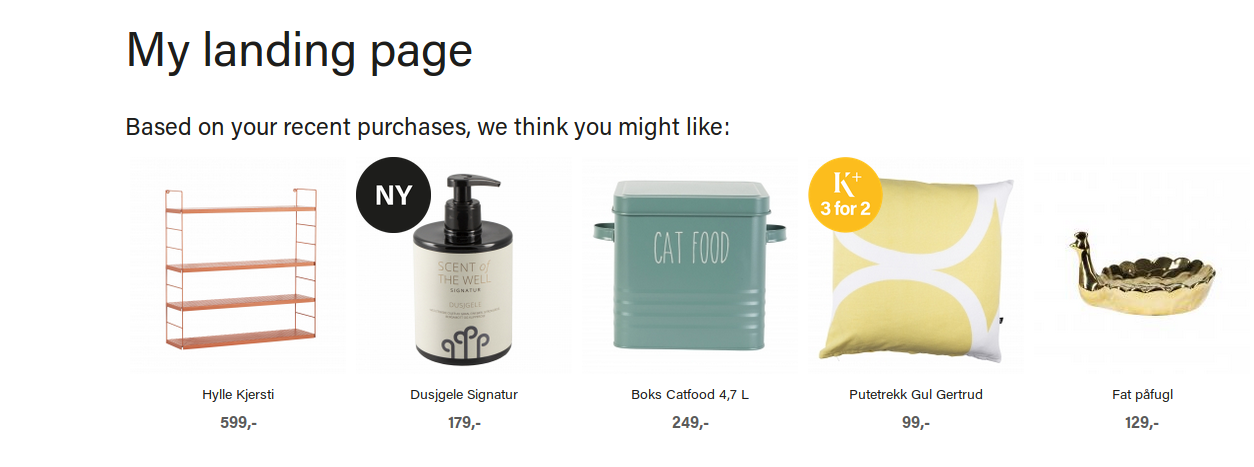 My landing page
Based on your recent purchases, we think you might like:
NY
SCENT of
THE WELL
SIGNATUR
DUSJGELE
CAT FOOD
K+
3 for 2
Hylle Kjersti
Dusjgele Signatur
Boks Catfood 4,7 L
Putetrekk Gul Gertrud
Fat påfugl
599,-
179,-
249,-
99,-
129,-